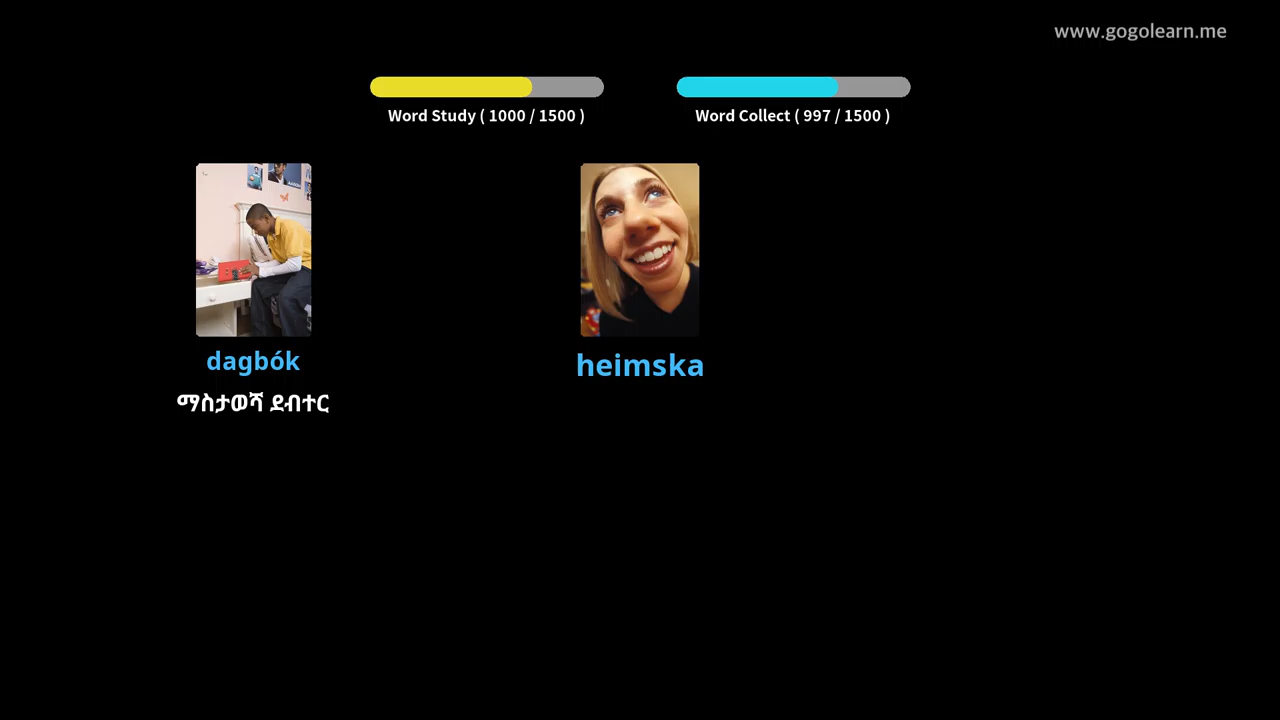 www.gogolearn.me
Word Study ( 1000 / 1500 )
Word Collect ( 997 / 1500 )
dagbók
heimska
ማስታወሻ ደብተር